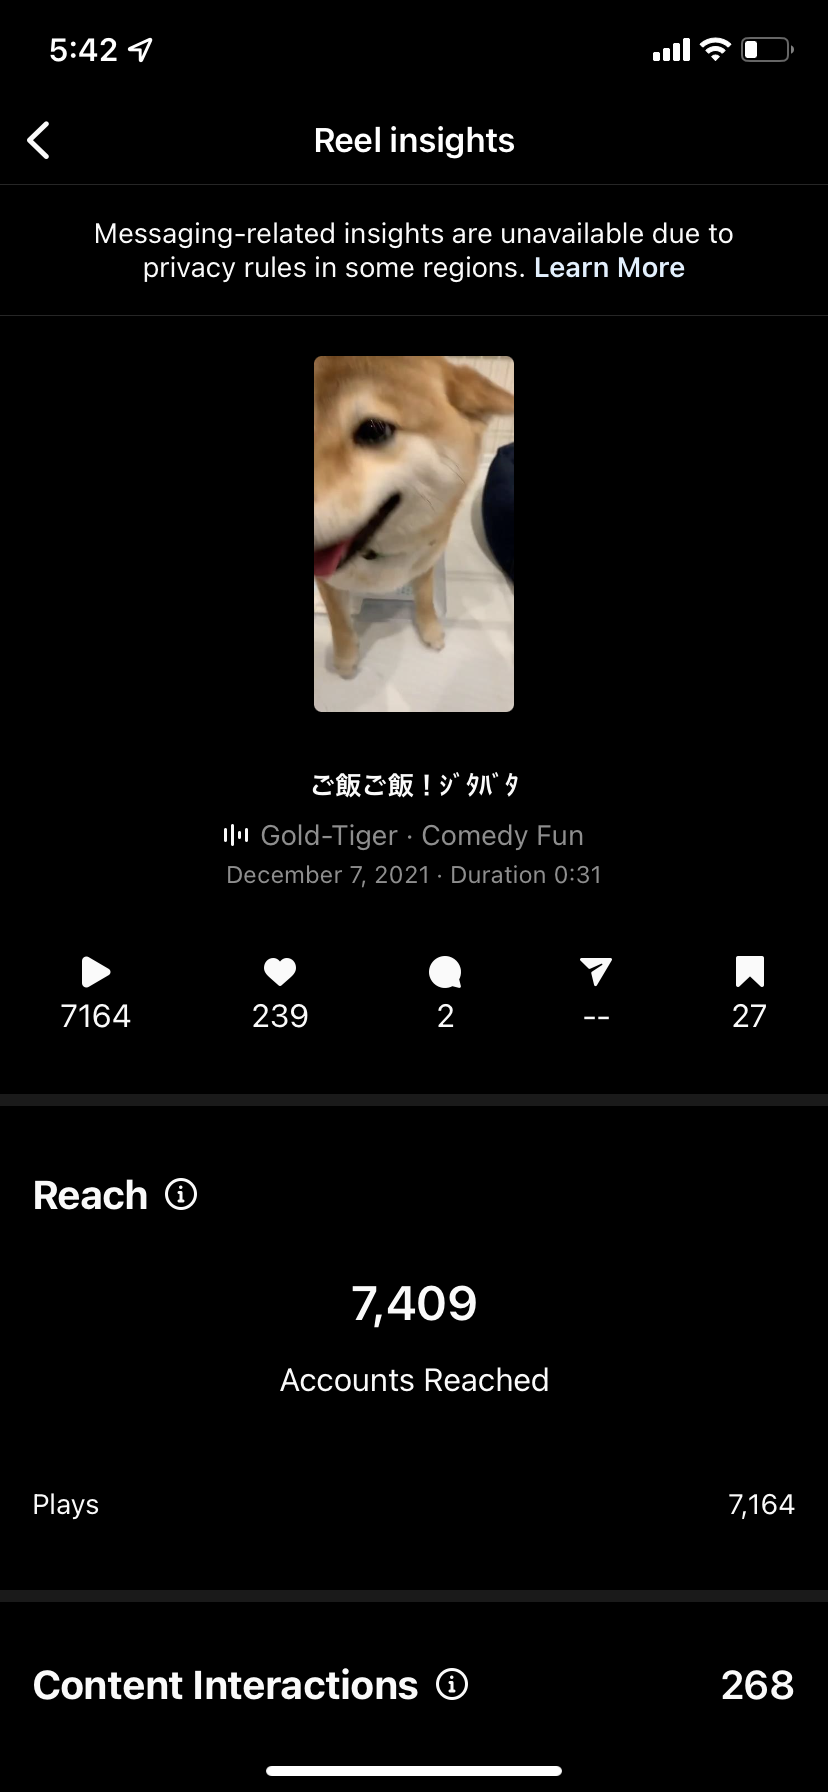 5:42
Reel insights
Messaging-related insights are unavailable due to
privacy rules in some regions. Learn More
ご飯ご飯！ｼﾞﾀﾊﾞﾀ
Gold-Tiger · Comedy Fun
December 7, 2021 · Duration 0:31
7164 239 2 -- 27
Reach
7,409
Accounts Reached
Plays 7,164
Content Interactions 268